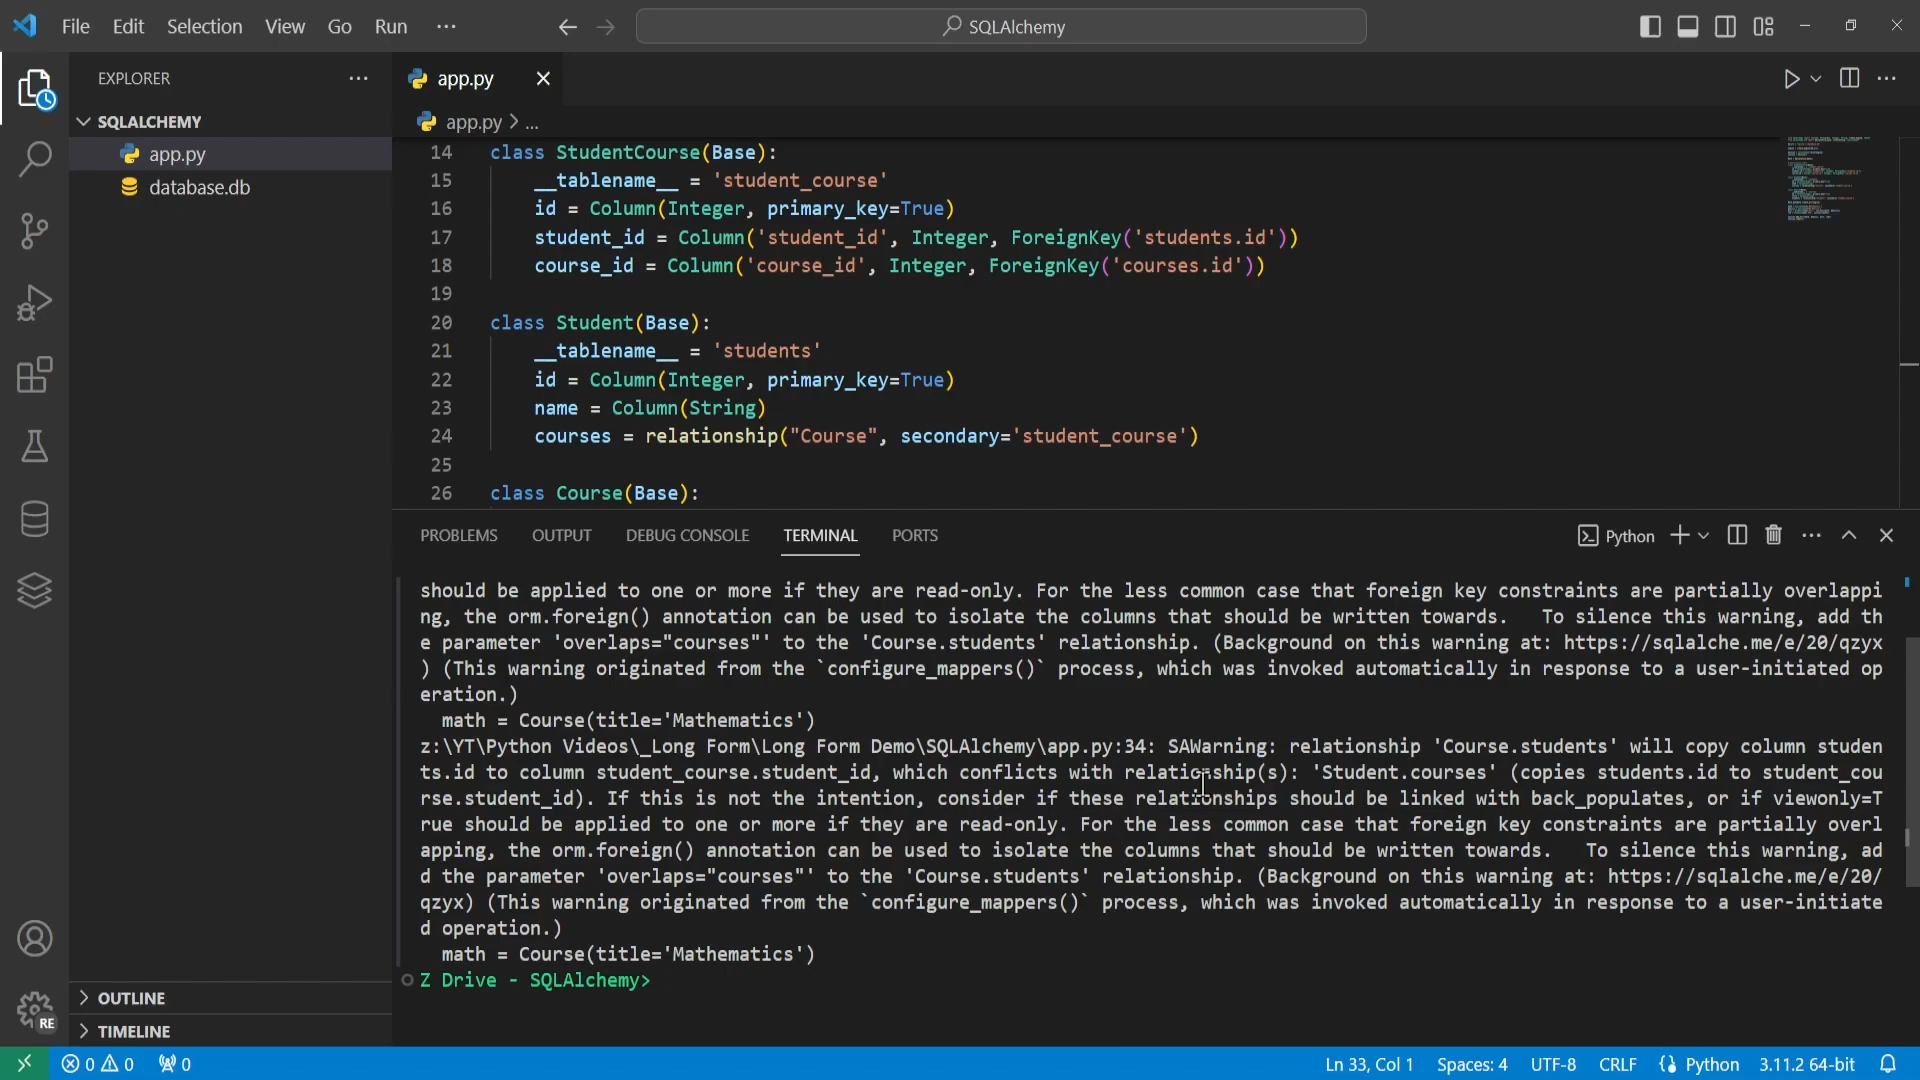 File Edit Selection View Go Run ···
SQLAlchemy
EXPLORER
SQLALCHEMY
app.py
database.db
OUTLINE
TIMELINE
RE
app.py
app.py > ...
14 class StudentCourse(Base):
15 __tablename__ = 'student_course'
16 id = Column(Integer, primary_key=True)
17 student_id = Column('student_id', Integer, ForeignKey('students.id'))
18 course_id = Column('course_id', Integer, ForeignKey('courses.id'))
19
20 class Student(Base):
21 __tablename__ = 'students'
22 id = Column(Integer, primary_key=True)
23 name = Column(String)
24 courses = relationship("Course", secondary='student_course')
25
26 class Course(Base):
PROBLEMS OUTPUT DEBUG CONSOLE TERMINAL PORTS
Python
should be applied to one or more if they are read-only. For the less common case that foreign key constraints are partially overlappi
ng, the orm.foreign() annotation can be used to isolate the columns that should be written towards.   To silence this warning, add th
e parameter 'overlaps="courses"' to the 'Course.students' relationship. (Background on this warning at: https://sqlalche.me/e/20/qzyx
) (This warning originated from the `configure_mappers()` process, which was invoked automatically in response to a user-initiated op
eration.)
math = Course(title='Mathematics')
z:\YT\Python Videos\_Long Form\Long Form Demo\SQLAlchemy\app.py:34: SAWarning: relationship 'Course.students' will copy column studen
ts.id to column student_course.student_id, which conflicts with relationship(s): 'Student.courses' (copies students.id to student_cou
rse.student_id). If this is not the intention, consider if these relationships should be linked with back_populates, or if viewonly=T
rue should be applied to one or more if they are read-only. For the less common case that foreign key constraints are partially overl
apping, the orm.foreign() annotation can be used to isolate the columns that should be written towards.   To silence this warning, ad
d the parameter 'overlaps="courses"' to the 'Course.students' relationship. (Background on this warning at: https://sqlalche.me/e/20/
qzyx) (This warning originated from the `configure_mappers()` process, which was invoked automatically in response to a user-initiate
d operation.)
math = Course(title='Mathematics')
Z Drive - SQLAlchemy>
0 0 0
Ln 33, Col 1 Spaces: 4 UTF-8 CRLF Python 3.11.2 64-bit